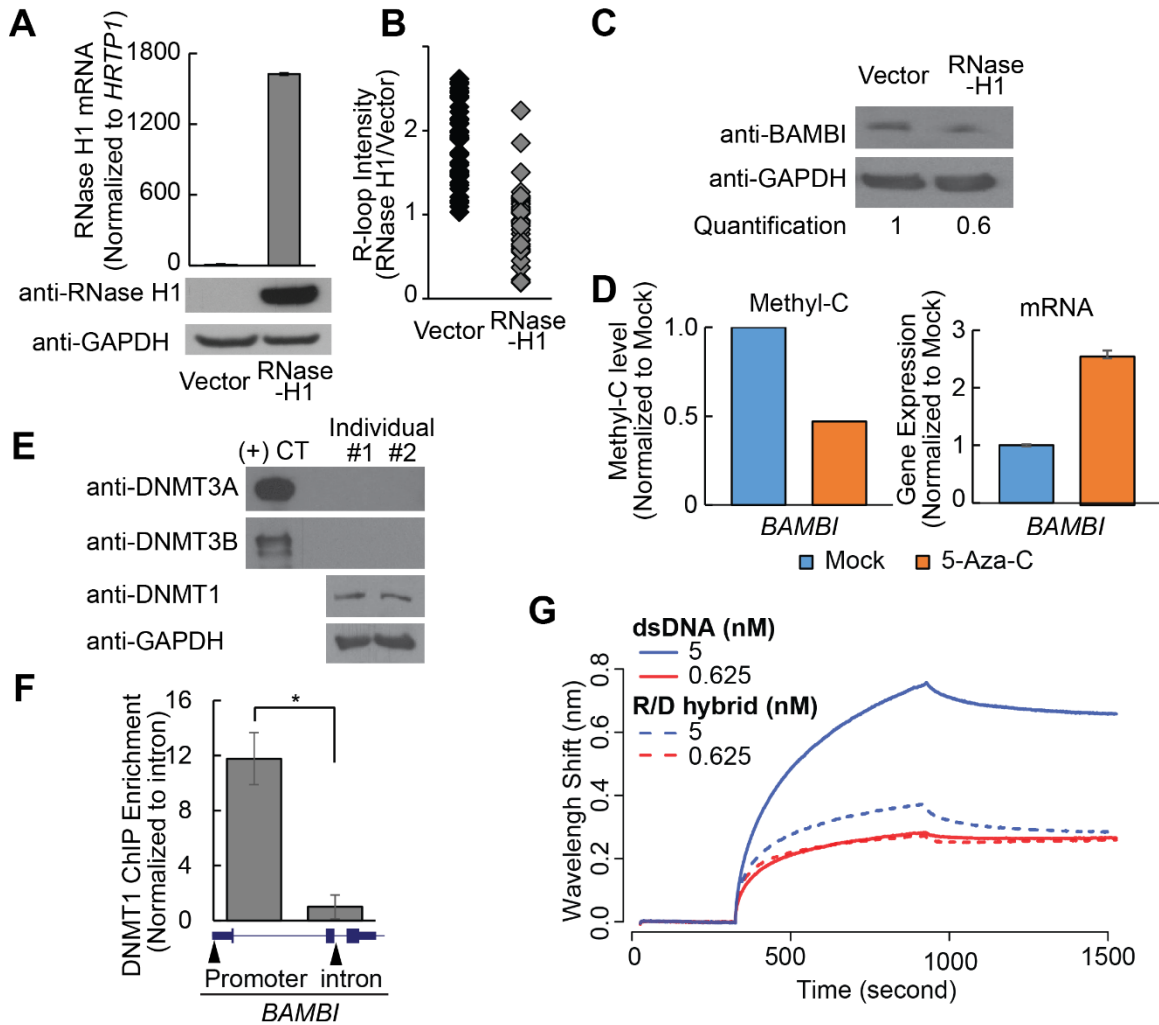 A
RNase H1 mRNA
(Normalized to HRTP1)
1800
1200
600
0
anti-RNase H1
anti-GAPDH
Vector
RNase
-H1
B
R-loop Intensity
(RNase H1/Vector)
2
1
0
Vector
RNase
-H1
C
Vector
RNase
-H1
anti-BAMBI
anti-GAPDH
Quantification 1 0.6
D
Methyl-C
Methyl-C level
(Normalized to Mock)
1.0
0.5
0
BAMBI
mRNA
Gene Expression
(Normalized to Mock)
3
2
1
0
BAMBI
Mock 5-Aza-C
E
Individual
(+) CT #1 #2
anti-DNMT3A
anti-DNMT3B
anti-DNMT1
anti-GAPDH
F
DNMT1 ChIP Enrichment
(Normalized to intron)
16
12
8
4
0
*
Promoter intron
BAMBI
G
dsDNA (nM)
5
0.625
R/D hybrid (nM)
5
0.625
Wavelengh Shift (nm)
0.8
0.6
0.4
0.2
0.0
0 500 1000 1500
Time (second)